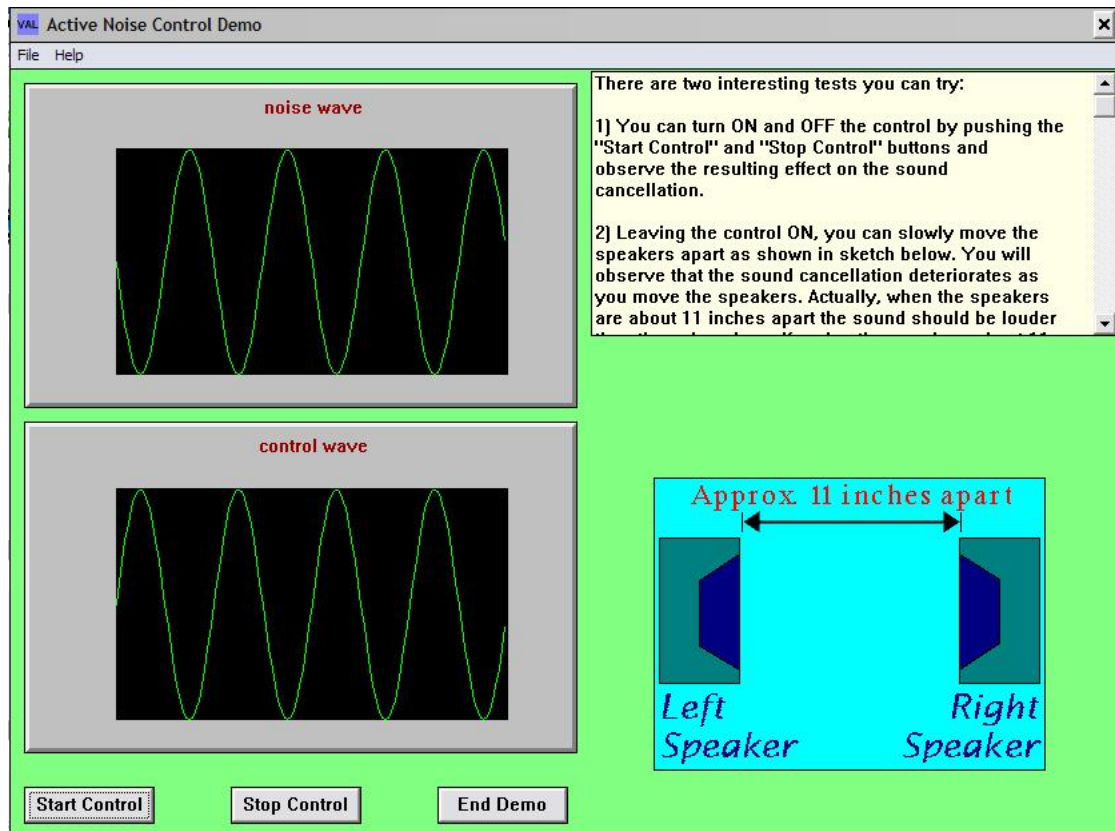 VAL Active Noise Control Demo
File Help
noise wave
There are two interesting tests you can try:
1) You can turn ON and OFF the control by pushing the
"Start Control" and "Stop Control" buttons and
observe the resulting effect on the sound
cancellation.
2) Leaving the control ON, you can slowly move the
speakers apart as shown in sketch below. You will
observe that the sound cancellation deteriorates as
you move the speakers. Actually, when the speakers
are about 11 inches apart the sound should be louder
control wave
Approx. 11 inches apart
Left
Speaker
Right
Speaker
Start Control
Stop Control
End Demo